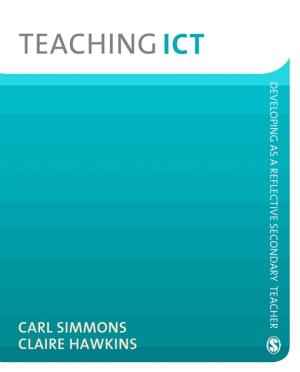 TEACHING ICT
DEVELOPING AS A REFLECTIVE SECONDARY TEACHER
CARL SIMMONS
CLAIRE HAWKINS